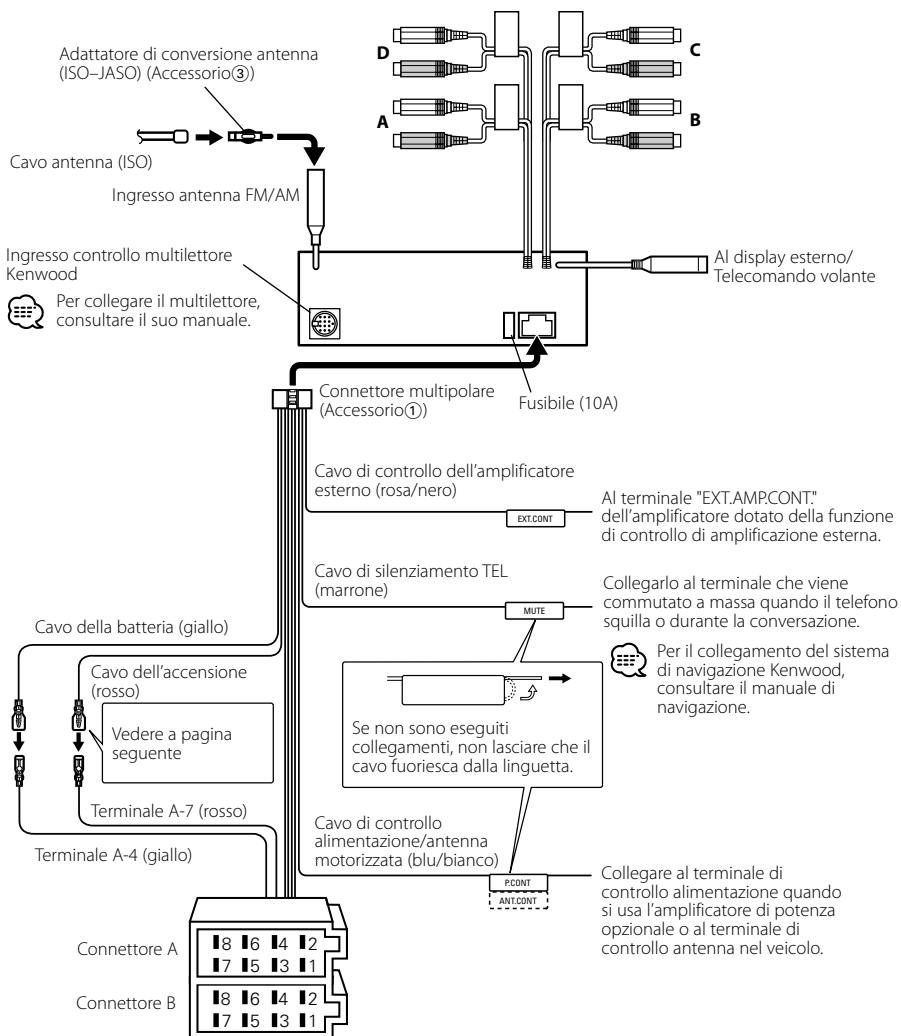 D
C
A
B
Adattatore di conversione antenna
(ISO–JASO) (Accessorio③)
Cavo antenna (ISO)
Ingresso antenna FM/AM
Ingresso controllo multilettore
Kenwood
Per collegare il multilettore,
consultare il suo manuale.
Al display esterno/
Telecomando volante
Connettore multipolare
(Accessorio①)
Fusibile (10A)
Cavo di controllo dell'amplificatore
esterno (rosa/nero)
EXT.CONT
Al terminale "EXT.AMP.CONT."
dell'amplificatore dotato della funzione
di controllo di amplificazione esterna.
Cavo di silenziamento TEL
(marrone)
MUTE
Collegarlo al terminale che viene
commutato a massa quando il telefono
squilla o durante la conversazione.
Per il collegamento del sistema
di navigazione Kenwood,
consultare il manuale di
navigazione.
Cavo della batteria (giallo)
Cavo dell'accensione
(rosso)
Vedere a pagina
seguente
Se non sono eseguiti
collegamenti, non lasciare che il
cavo fuoriesca dalla linguetta.
Terminale A-7 (rosso)
Terminale A-4 (giallo)
Cavo di controllo
alimentazione/antenna
motorizzata (blu/bianco)
P.CONT
ANT.CONT
Collegare al terminale di
controllo alimentazione quando
si usa l'amplificatore di potenza
opzionale o al terminale di
controllo antenna nel veicolo.
Connettore A
8 6 4 2
7 5 3 1
Connettore B
8 6 4 2
7 5 3 1